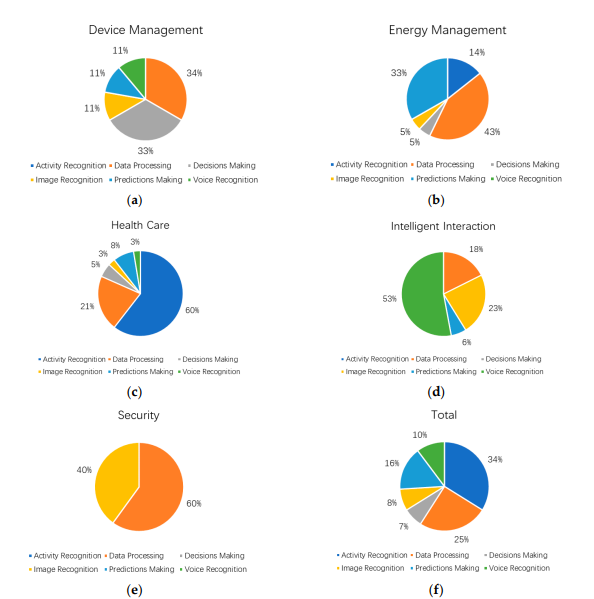 Device Management
11%
11%
34%
11%
33%
Activity Recognition Data Processing Decisions Making
Image Recognition Predictions Making Voice Recognition
(a)
Energy Management
14%
33%
43%
5%
5%
Activity Recognition Data Processing Decisions Making
Image Recognition Predictions Making Voice Recognition
(b)
Health Care
8% 3%
3%
5%
21%
60%
Activity Recognition Data Processing Decisions Making
Image Recognition Predictions Making Voice Recognition
(c)
Intelligent Interaction
18%
53%
23%
6%
Activity Recognition Data Processing Decisions Making
Image Recognition Predictions Making Voice Recognition
(d)
Security
40%
60%
Activity Recognition Data Processing Decisions Making
Image Recognition Predictions Making Voice Recognition
(e)
Total
10%
34%
16%
8%
7%
25%
Activity Recognition Data Processing Decisions Making
Image Recognition Predictions Making Voice Recognition
(f)